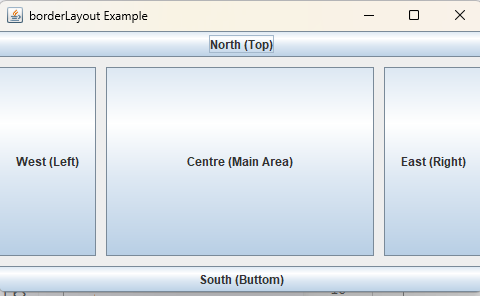 borderLayout Example
North (Top)
West (Left)
Centre (Main Area)
East (Right)
South (Buttom)